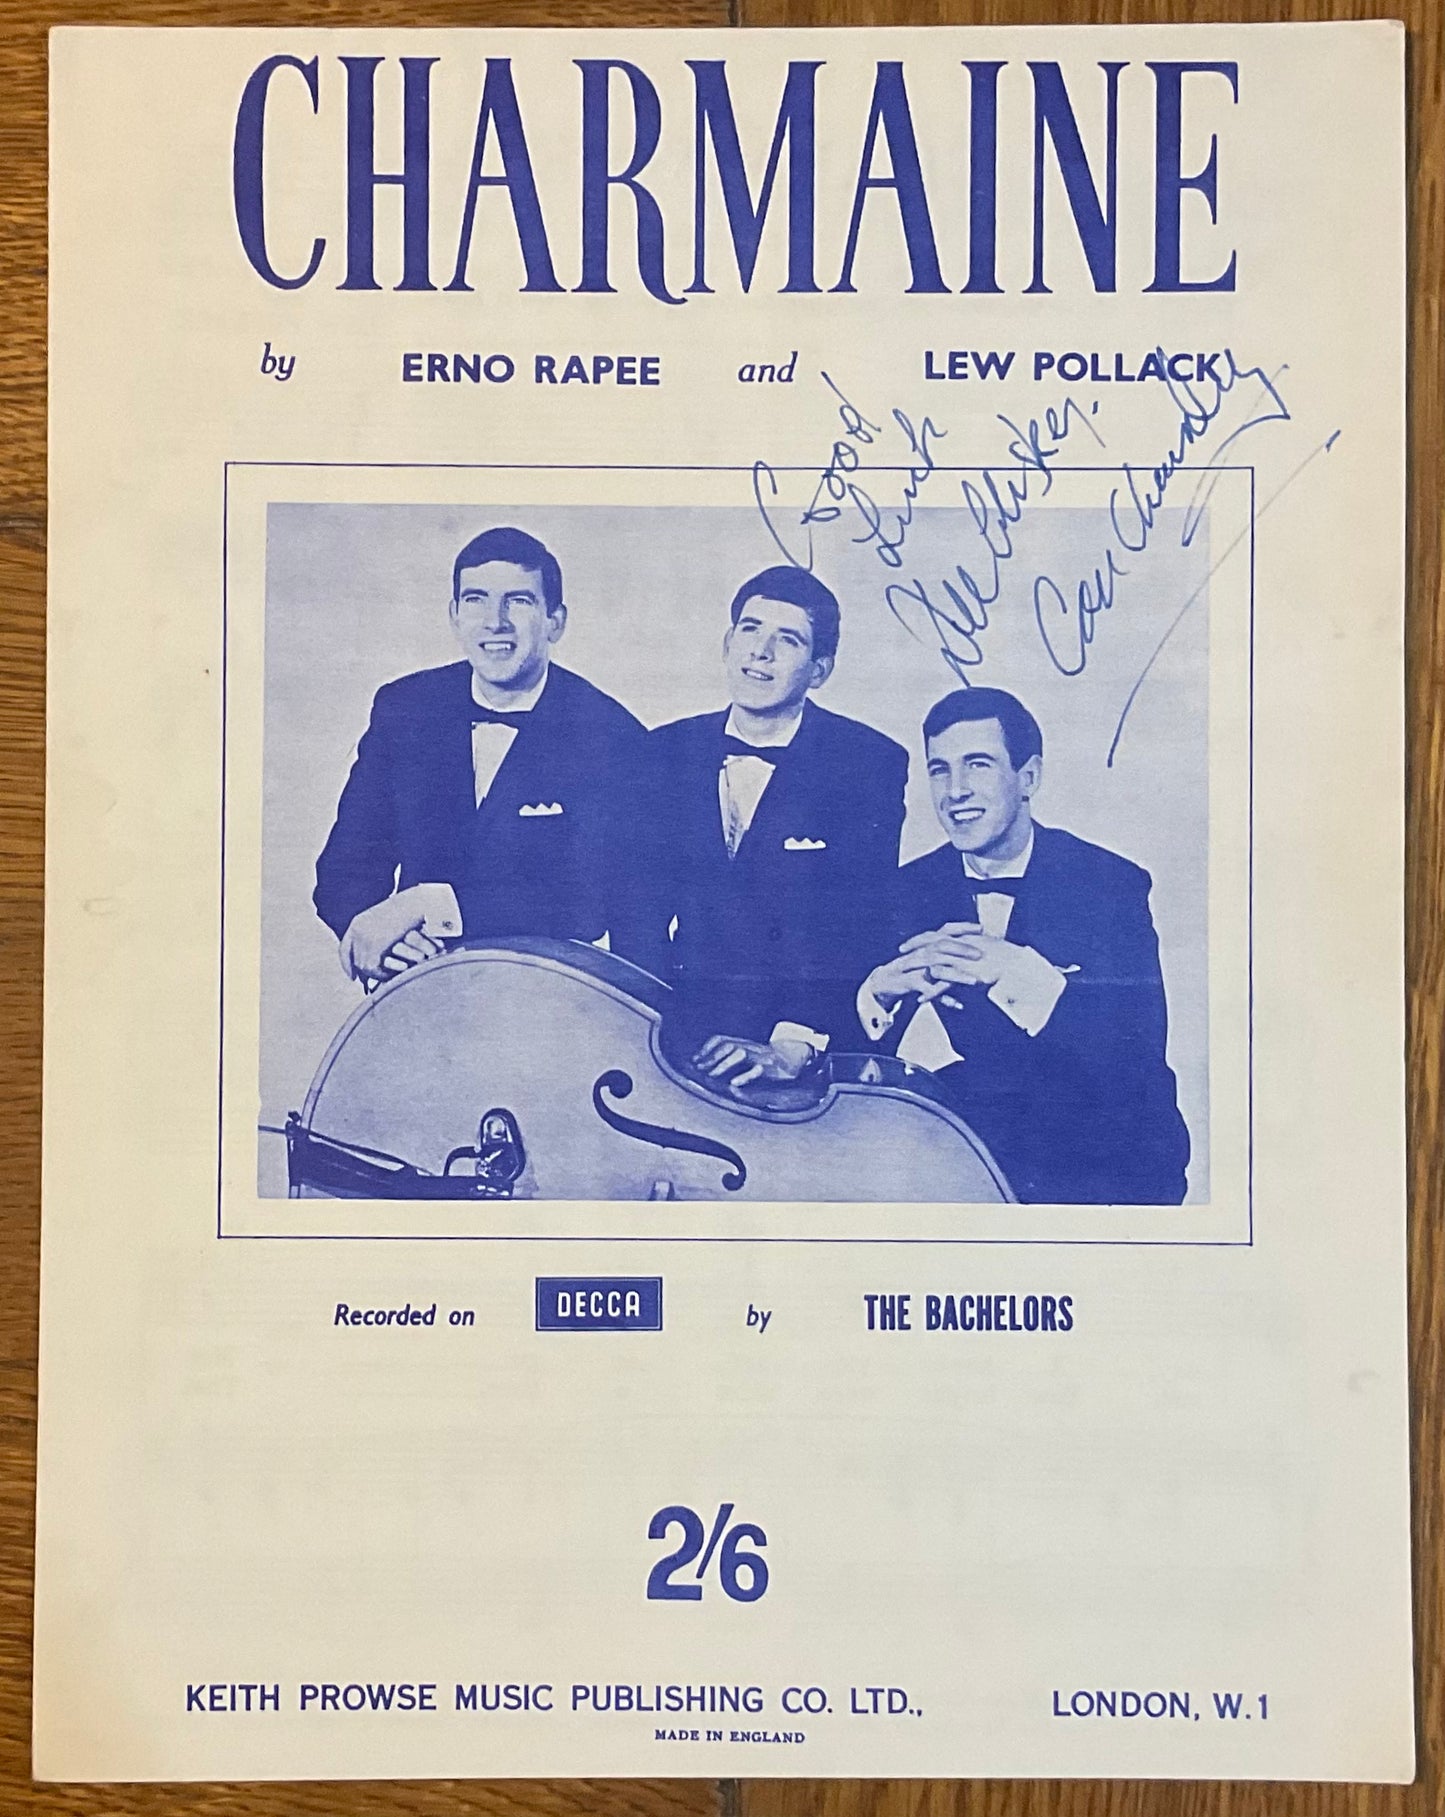 CHARMAINE
by ERNO RAPEE and LEW POLLACK
Good
Luck
Con Cluskey.
Recorded on DECCA by THE BACHELORS
2/6
KEITH PROWSE MUSIC PUBLISHING CO. LTD., LONDON, W.1
MADE IN ENGLAND